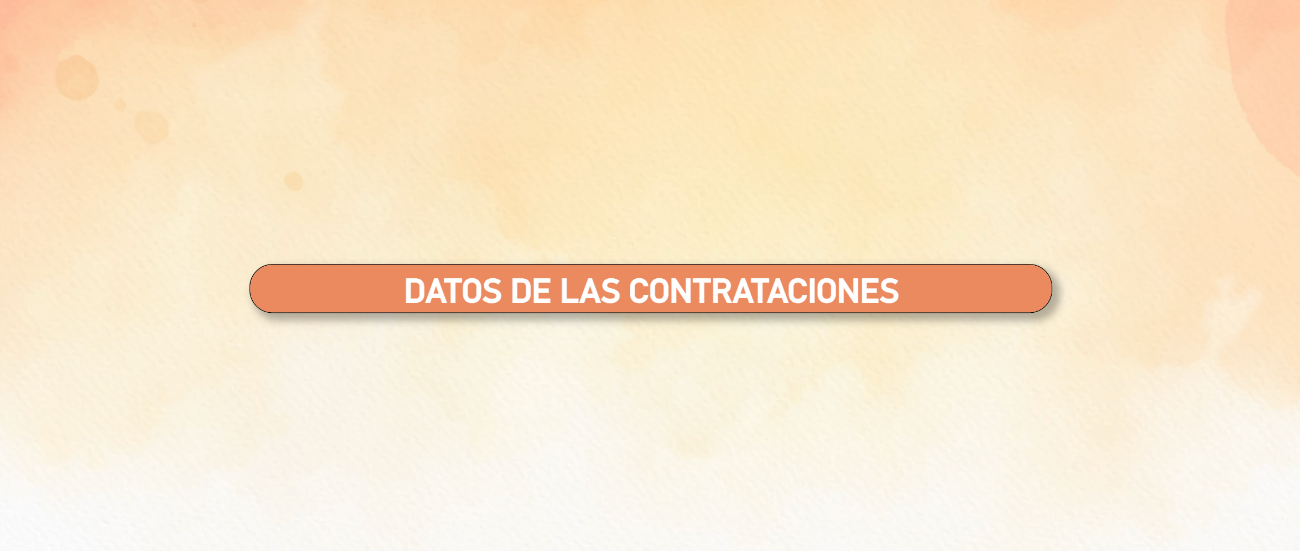 DATOS DE LAS CONTRATACIONES